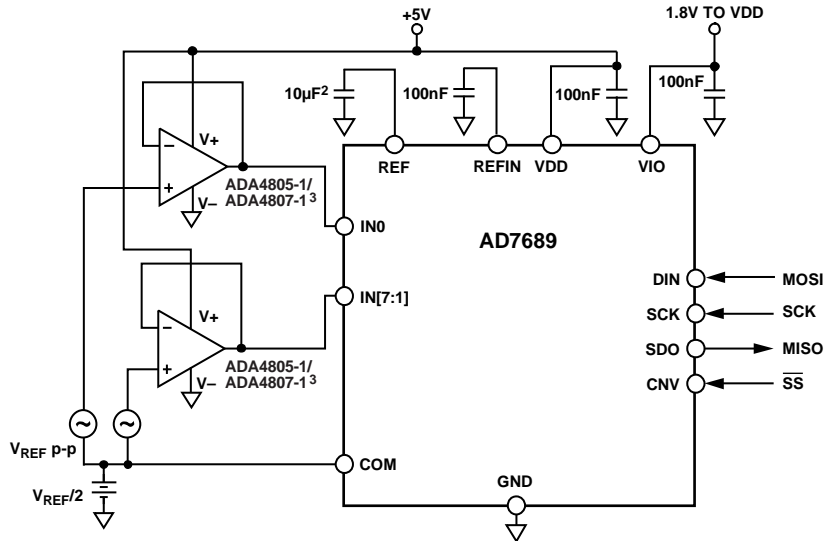 +5V
1.8V TO VDD
10µF2
100nF
100nF
100nF
V+
REF
REFIN
VDD
VIO
ADA4805-1/
ADA4807-1 3
V–
IN0
AD7689
IN[7:1]
DIN
MOSI
V+
SCK
SCK
SDO
MISO
ADA4805-1/
ADA4807-1 3
V–
CNV
SS
VREF p-p
COM
GND
VREF/2